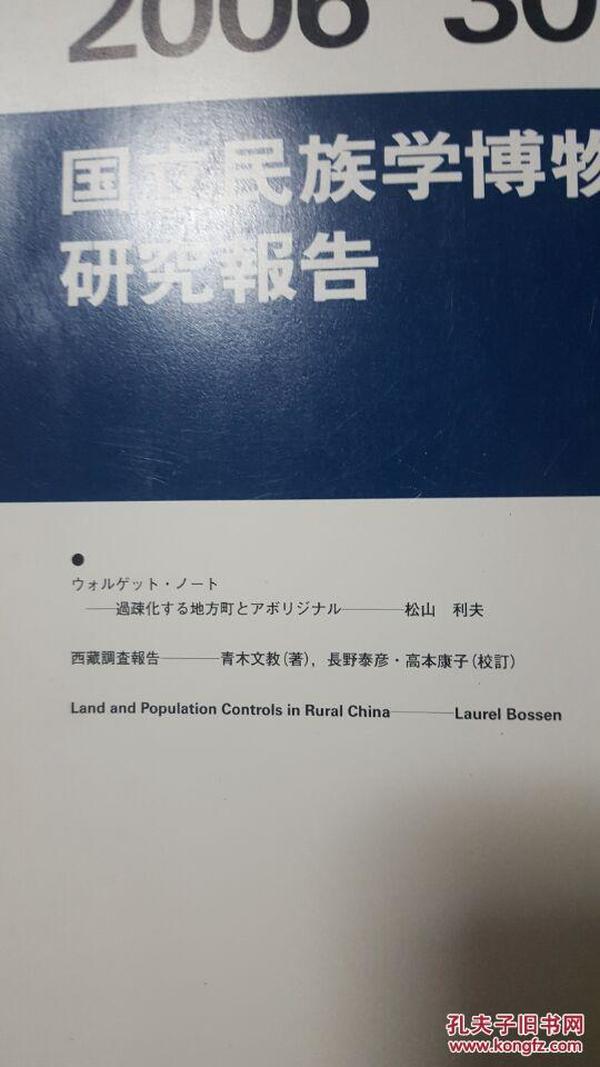 2006 30
国立民族学博物
研究報告
●
ウォルゲット・ノート
――過疎化する地方町とアボリジナル――松山 利夫
西藏調査報告――青木文教(著),長野泰彦・高本康子(校訂)
Land and Population Controls in Rural China――Laurel Bossen
孔夫子旧书网
www.kongfz.com